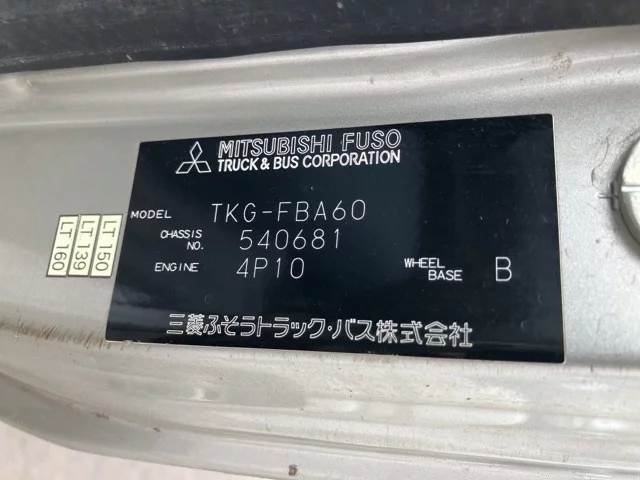 MITSUBISHI FUSO
TRUCK & BUS CORPORATION
MODEL TKG-FBA60
CHASSIS NO. 540681
ENGINE 4P10 WHEEL BASE B
三菱ふそうトラック・バス株式会社
LT 150
LT 139
LT 160